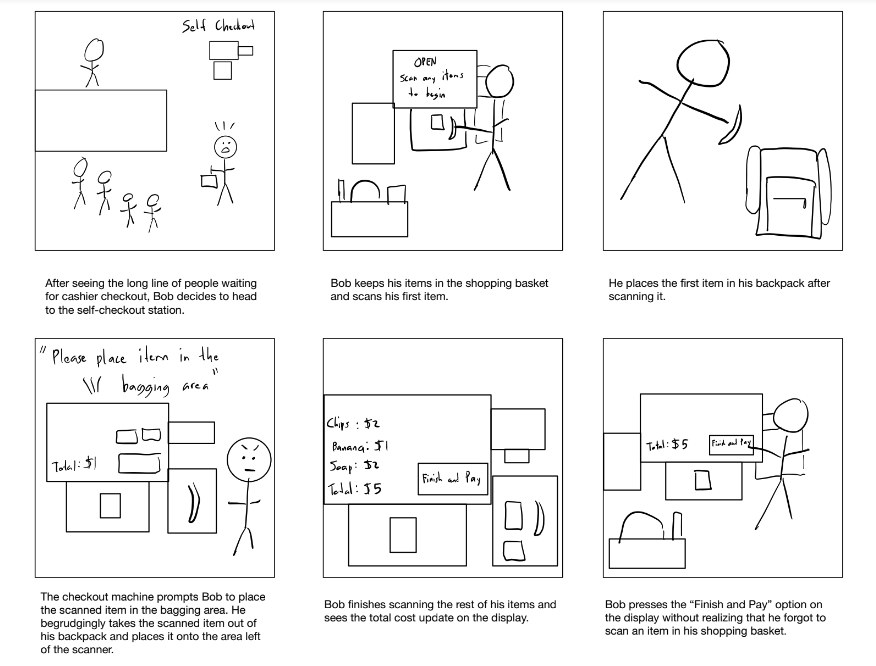 Self Checkout
OPEN
Scan any items
to begin
After seeing the long line of people waiting
for cashier checkout, Bob decides to head
to the self-checkout station.
Bob keeps his items in the shopping basket
and scans his first item.
He places the first item in his backpack after
scanning it.
"Please place item in the
bagging area"
Total: $1
Chips : $2
Banana: $1
Soap: $2
Total: $5
Finish and Pay
Total: $5
Finish and Pay
The checkout machine prompts Bob to place
the scanned item in the bagging area. He
begrudgingly takes the scanned item out of
his backpack and places it onto the area left
of the scanner.
Bob finishes scanning the rest of his items and
sees the total cost update on the display.
Bob presses the “Finish and Pay” option on
the display without realizing that he forgot to
scan an item in his shopping basket.